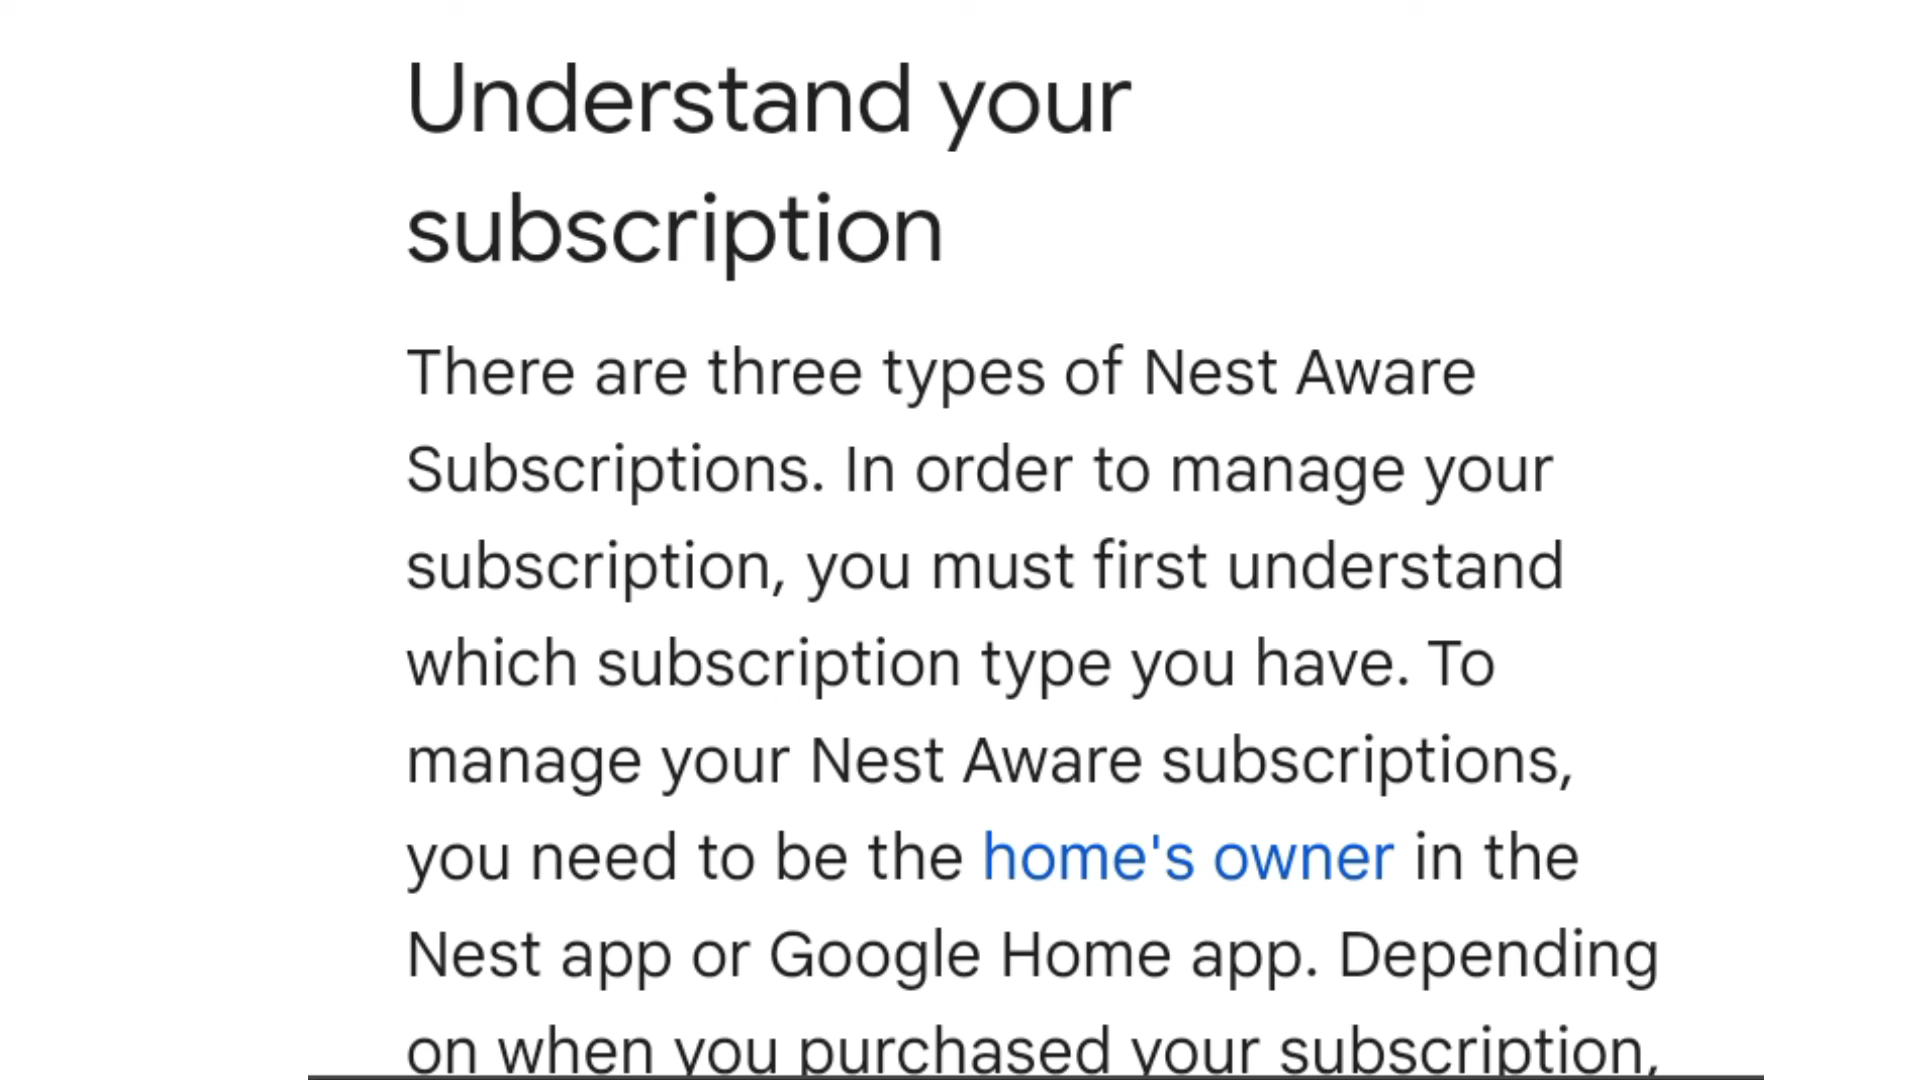 Understand your
subscription
There are three types of Nest Aware
Subscriptions. In order to manage your
subscription, you must first understand
which subscription type you have. To
manage your Nest Aware subscriptions,
you need to be the home's owner in the
Nest app or Google Home app. Depending
on when you purchased your subscription,